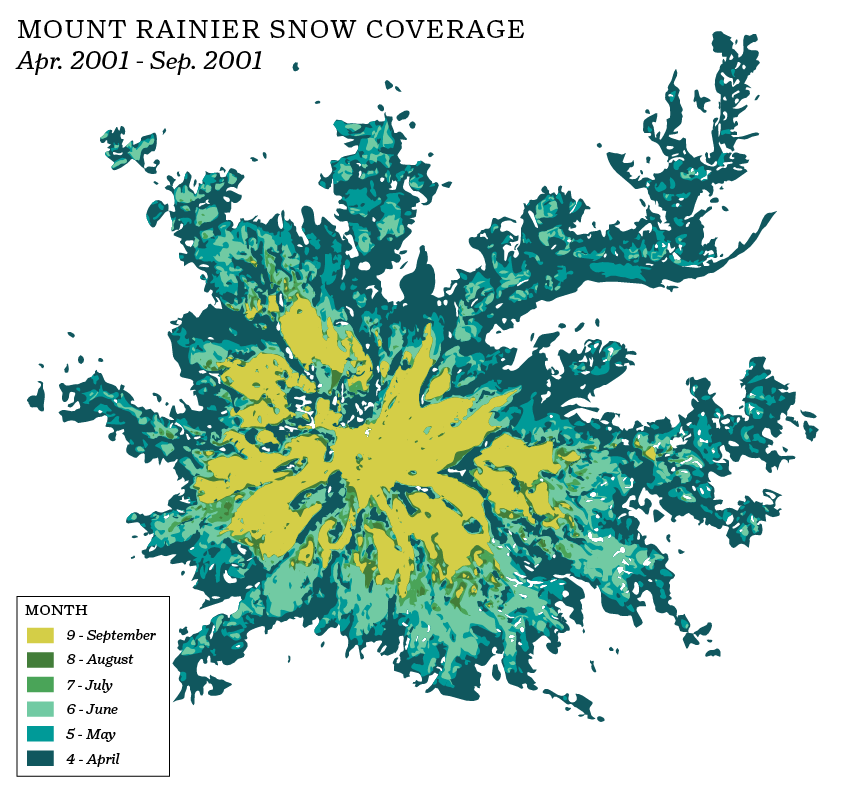 MOUNT RAINIER SNOW COVERAGE
Apr. 2001 - Sep. 2001
MONTH
9 - September
8 - August
7 - July
6 - June
5 - May
4 - April